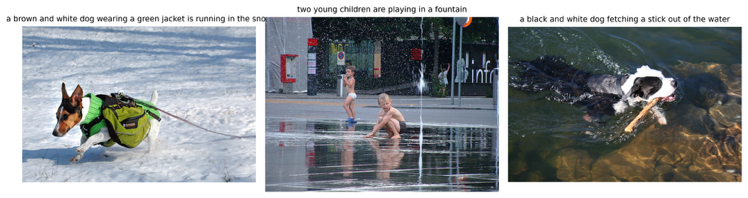 a brown and white dog wearing a green jacket is running in the sno
two young children are playing in a fountain
a black and white dog fetching a stick out of the water
infi